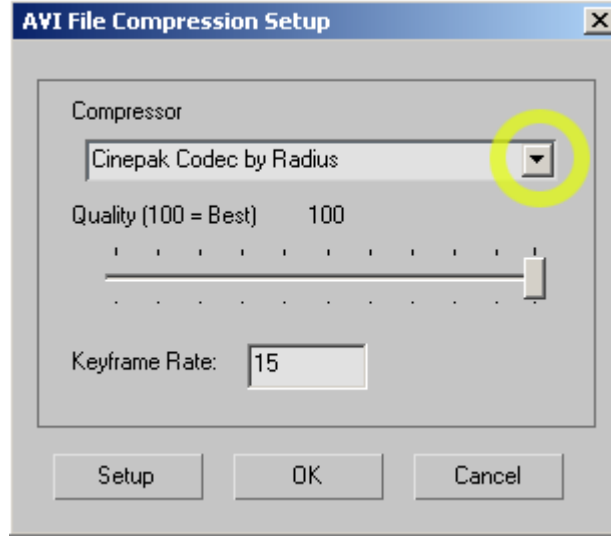 AVI File Compression Setup
Compressor
Cinepak Codec by Radius
Quality (100 = Best) 100
Keyframe Rate: 15
Setup OK Cancel